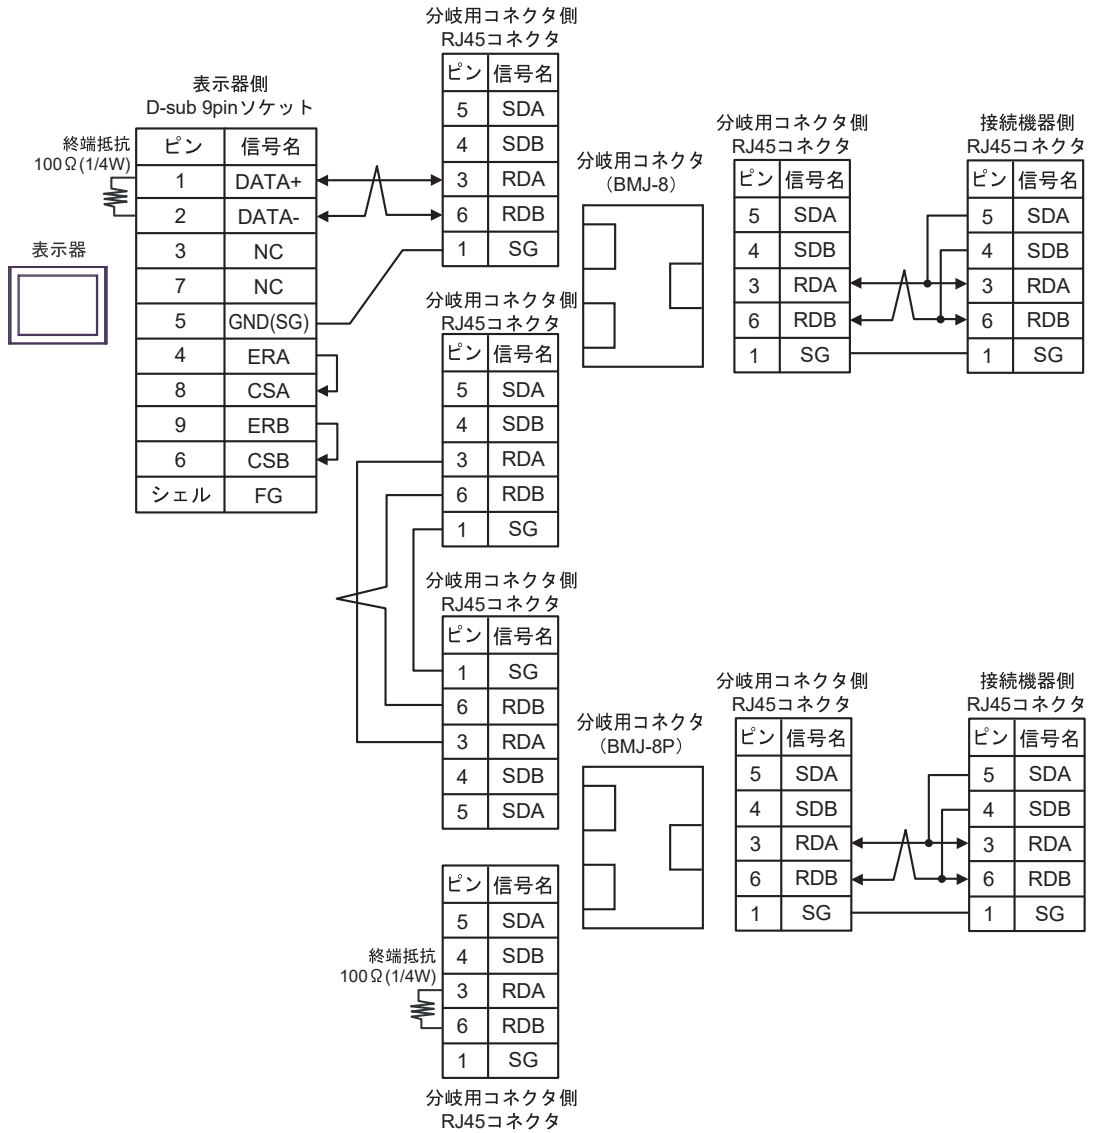 分岐用コネクタ側
RJ45コネクタ
ピン 信号名
5 SDA
4 SDB
3 RDA
6 RDB
1 SG
表示器側
D-sub 9pinソケット
終端抵抗
100Ω(1/4W)
ピン 信号名
1 DATA+
2 DATA-
3 NC
7 NC
5 GND(SG)
4 ERA
8 CSA
9 ERB
6 CSB
シェル FG
表示器
分岐用コネクタ
（BMJ-8）
分岐用コネクタ側
RJ45コネクタ
ピン 信号名
5 SDA
4 SDB
3 RDA
6 RDB
1 SG
接続機器側
RJ45コネクタ
ピン 信号名
5 SDA
4 SDB
3 RDA
6 RDB
1 SG
分岐用コネクタ側
RJ45コネクタ
ピン 信号名
5 SDA
4 SDB
3 RDA
6 RDB
1 SG
分岐用コネクタ側
RJ45コネクタ
ピン 信号名
1 SG
6 RDB
3 RDA
4 SDB
5 SDA
分岐用コネクタ
（BMJ-8P）
分岐用コネクタ側
RJ45コネクタ
ピン 信号名
5 SDA
4 SDB
3 RDA
6 RDB
1 SG
接続機器側
RJ45コネクタ
ピン 信号名
5 SDA
4 SDB
3 RDA
6 RDB
1 SG
終端抵抗
100Ω(1/4W)
ピン 信号名
5 SDA
4 SDB
3 RDA
6 RDB
1 SG
分岐用コネクタ側
RJ45コネクタ